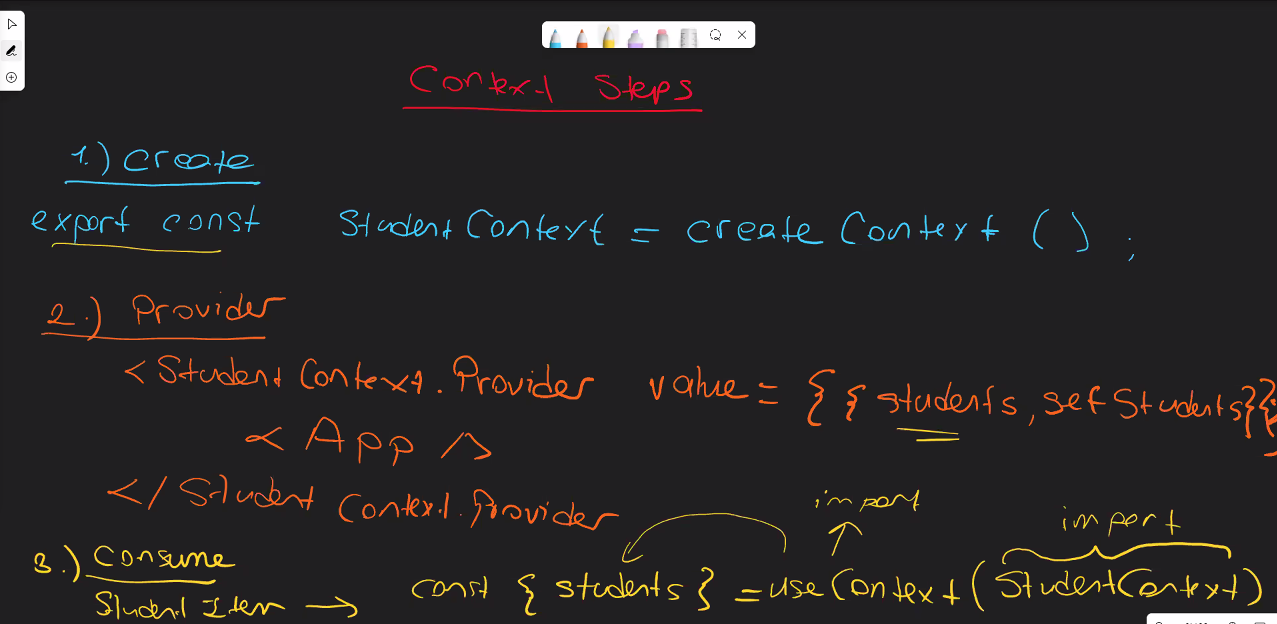 Context Steps
1.) Create
export const StudentContext = createContext();
2.) Provider
<StudentContext.Provider value = {{students, setStudents}}
<App />
</StudentContext.Provider
import
import
3.) Consume
const { students } = useContext(StudentContext)
StudentItem →